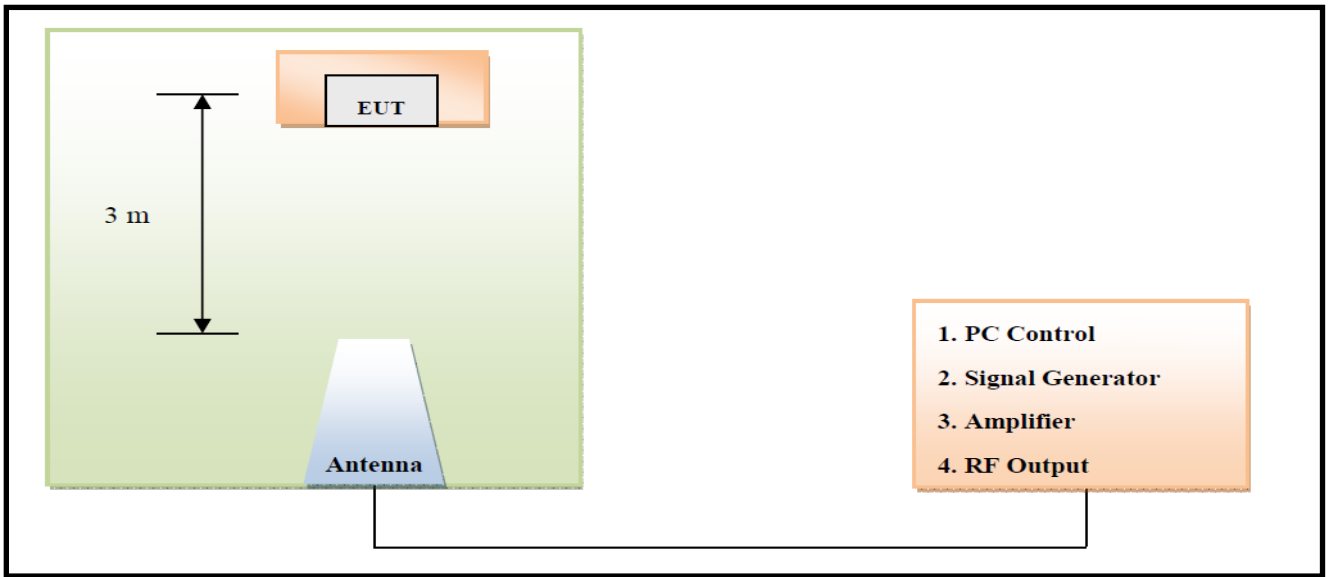 EUT
3 m
Antenna
1. PC Control
2. Signal Generator
3. Amplifier
4. RF Output